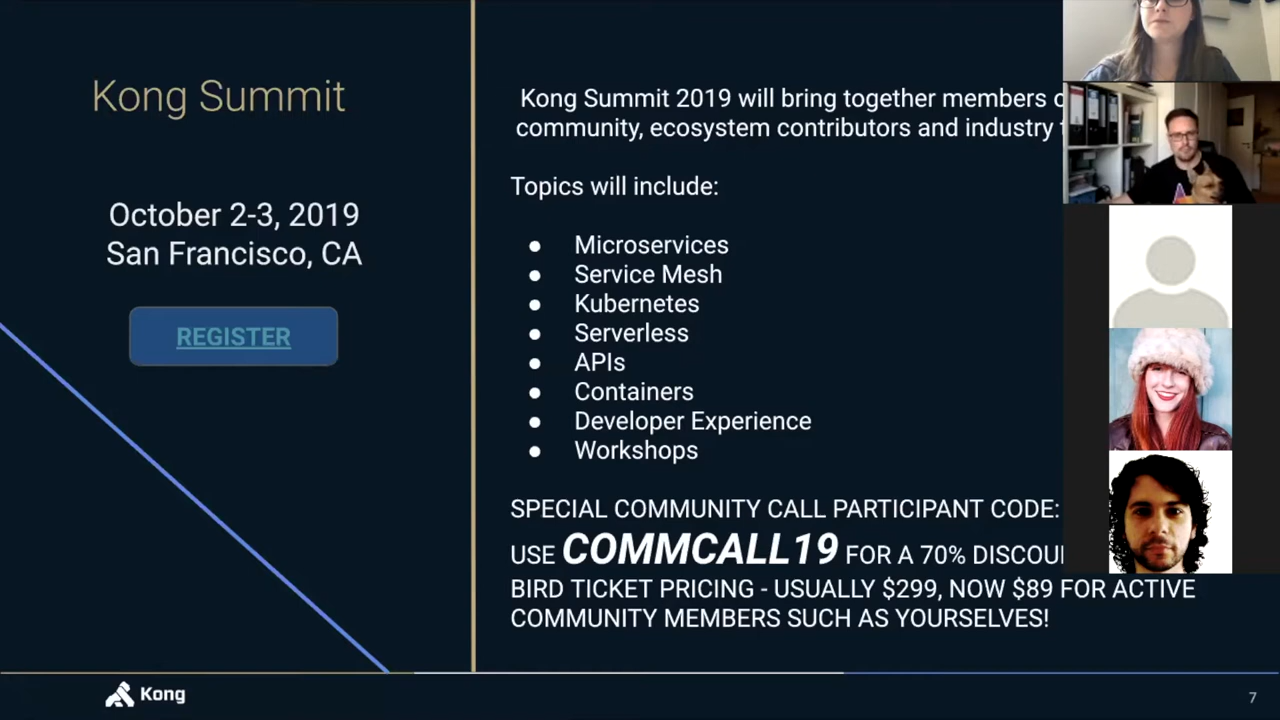 Kong Summit
October 2-3, 2019
San Francisco, CA
REGISTER
Kong Summit 2019 will bring together members
community, ecosystem contributors and industry
Topics will include:
● Microservices
● Service Mesh
● Kubernetes
● Serverless
● APIs
● Containers
● Developer Experience
● Workshops
SPECIAL COMMUNITY CALL PARTICIPANT CODE:
USE COMMCALL19 FOR A 70%
BIRD TICKET PRICING - USUALLY $299, NOW $89 FOR ACTIVE
COMMUNITY MEMBERS SUCH AS YOURSELVES!
Kong
7